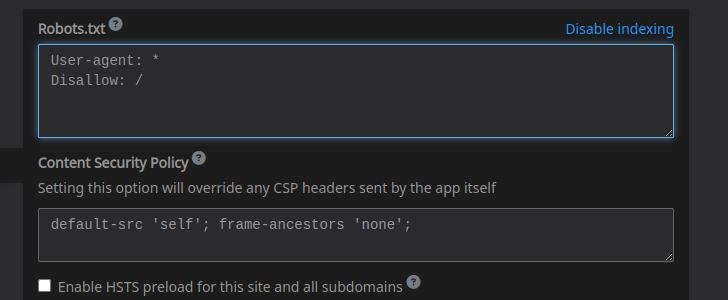 Robots.txt ?
Disable indexing
User-agent: *
Disallow: /
Content Security Policy ?
Setting this option will override any CSP headers sent by the app itself
default-src 'self'; frame-ancestors 'none';
Enable HSTS preload for this site and all subdomains ?